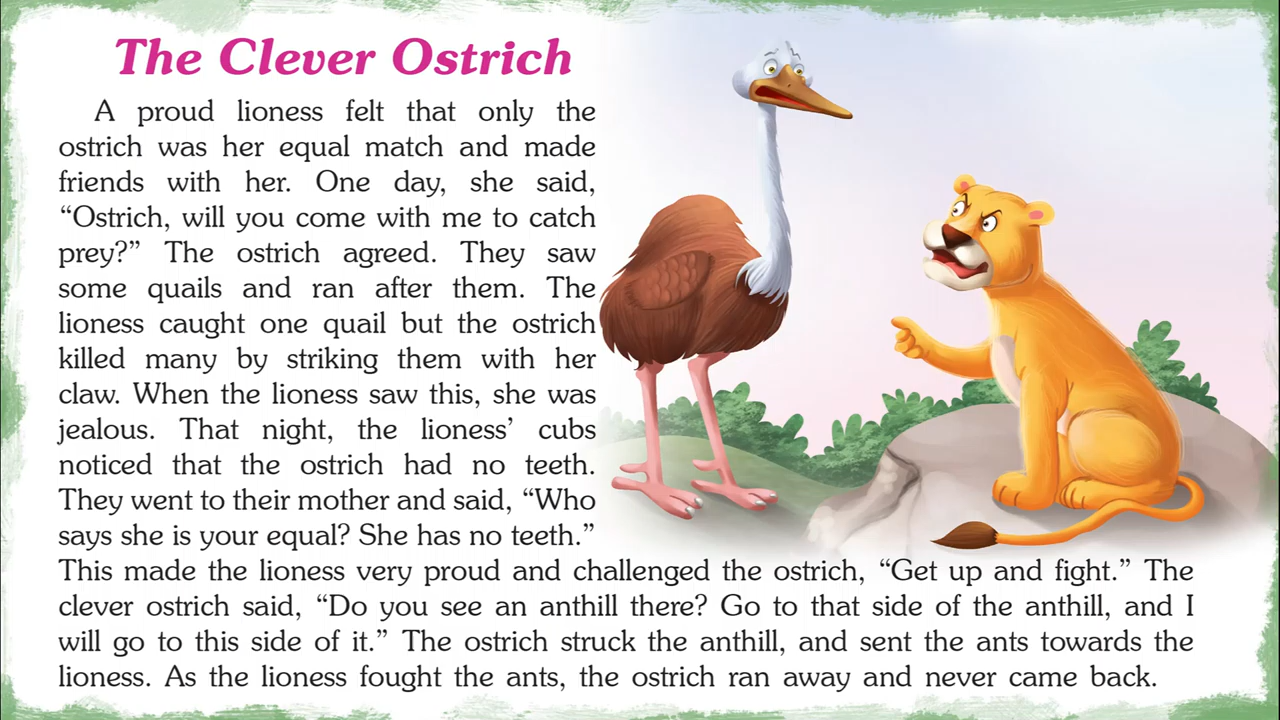 The Clever Ostrich
A proud lioness felt that only the
ostrich was her equal match and made
friends with her. One day, she said,
“Ostrich, will you come with me to catch
prey?” The ostrich agreed. They saw
some quails and ran after them. The
lioness caught one quail but the ostrich
killed many by striking them with her
claw. When the lioness saw this, she was
jealous. That night, the lioness’ cubs
noticed that the ostrich had no teeth.
They went to their mother and said, “Who
says she is your equal? She has no teeth.”
This made the lioness very proud and challenged the ostrich, “Get up and fight.” The
clever ostrich said, “Do you see an anthill there? Go to that side of the anthill, and I
will go to this side of it.” The ostrich struck the anthill, and sent the ants towards the
lioness. As the lioness fought the ants, the ostrich ran away and never came back.